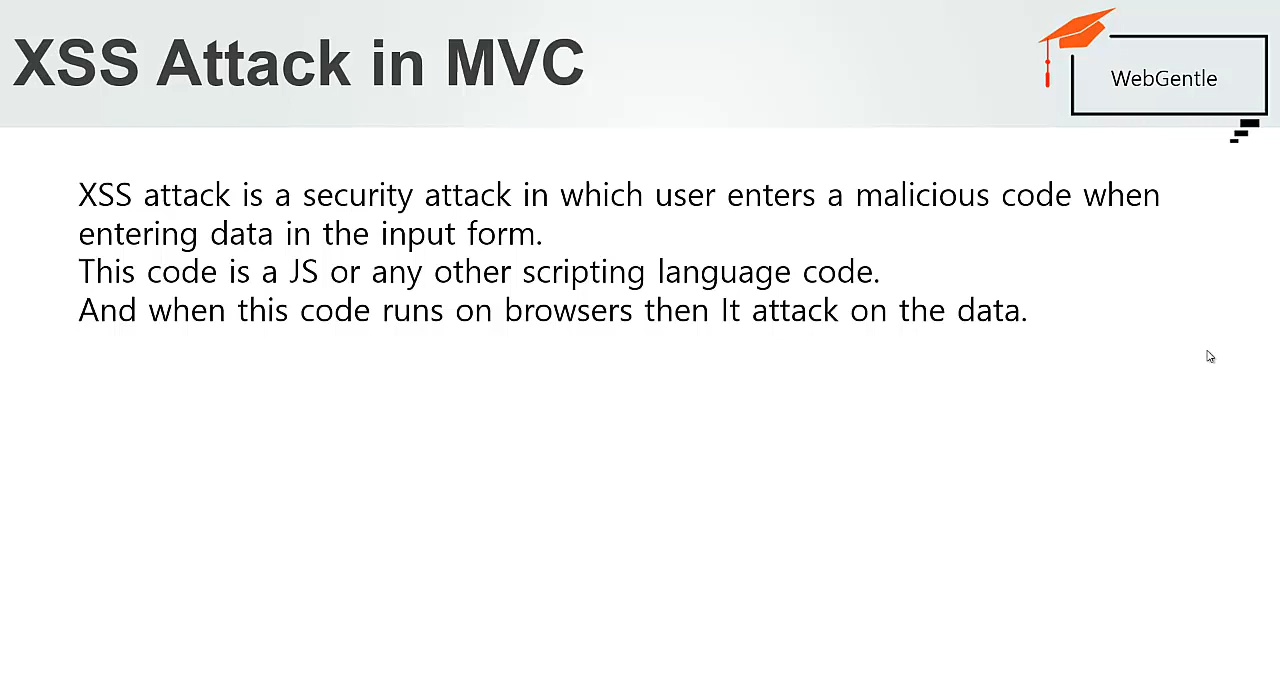 XSS Attack in MVC
WebGentle
XSS attack is a security attack in which user enters a malicious code when
entering data in the input form.
This code is a JS or any other scripting language code.
And when this code runs on browsers then It attack on the data.